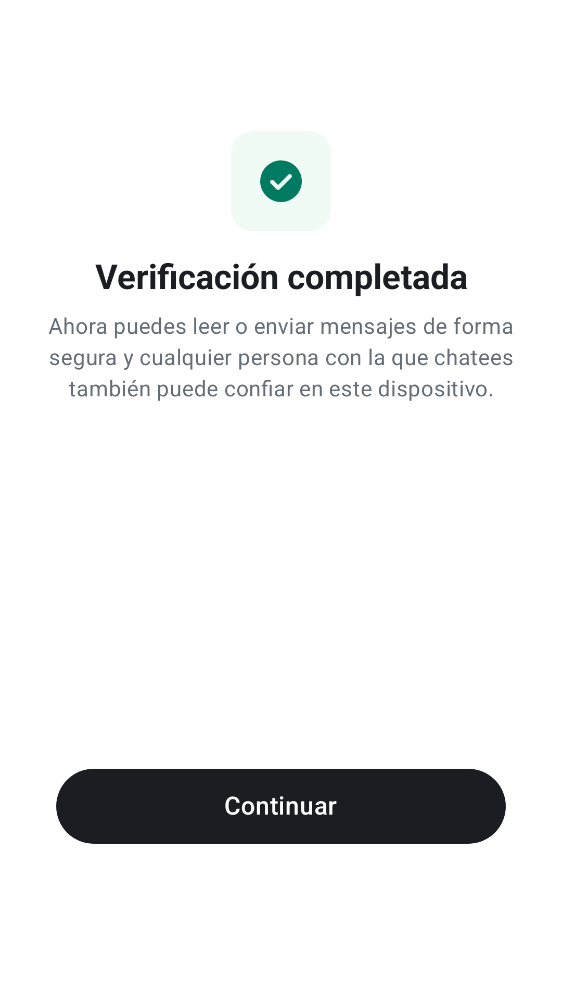 Verificación completada
Ahora puedes leer o enviar mensajes de forma
segura y cualquier persona con la que chatees
también puede confiar en este dispositivo.
Continuar